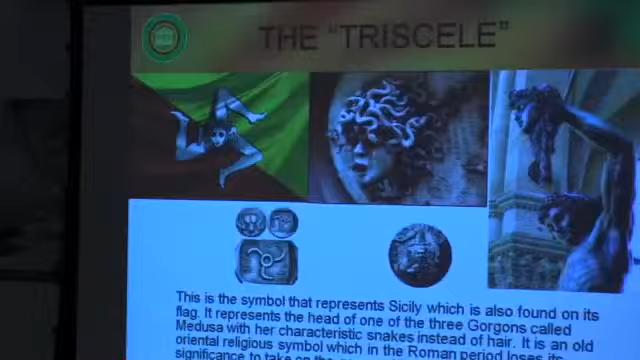 THE “TRISCELE”
This is the symbol that represents Sicily which is also found on its
flag. It represents the head of one of the three Gorgons called
Medusa with her characteristic snakes instead of hair. It is an old
oriental religious symbol which in the Roman period loses its
significance to take on the